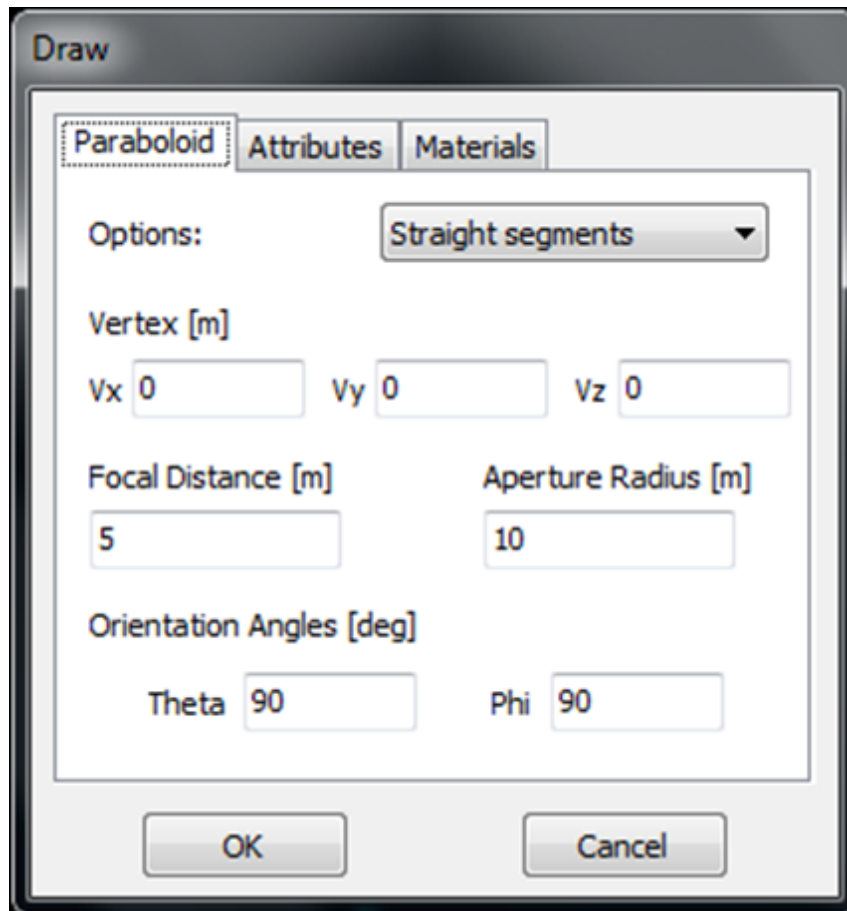 Draw
Paraboloid Attributes Materials
Options: Straight segments
Vertex [m]
Vx 0 Vy 0 Vz 0
Focal Distance [m] Aperture Radius [m]
5 10
Orientation Angles [deg]
Theta 90 Phi 90
OK Cancel